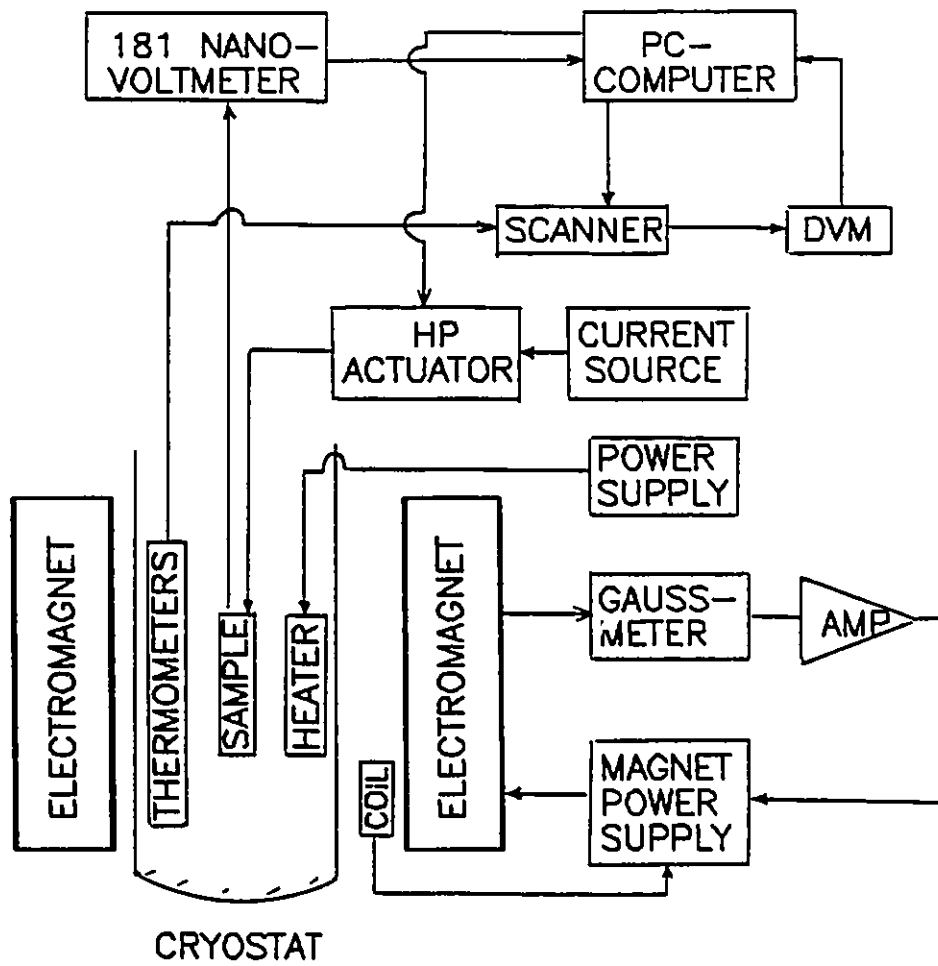 181 NANO-
VOLTMETER
PC-
COMPUTER
SCANNER
DVM
HP
ACTUATOR
CURRENT
SOURCE
POWER
SUPPLY
ELECTROMAGNET
THERMOMETERS
SAMPLE
HEATER
COIL
ELECTROMAGNET
GAUSS-
METER
AMP
MAGNET
POWER
SUPPLY
CRYOSTAT